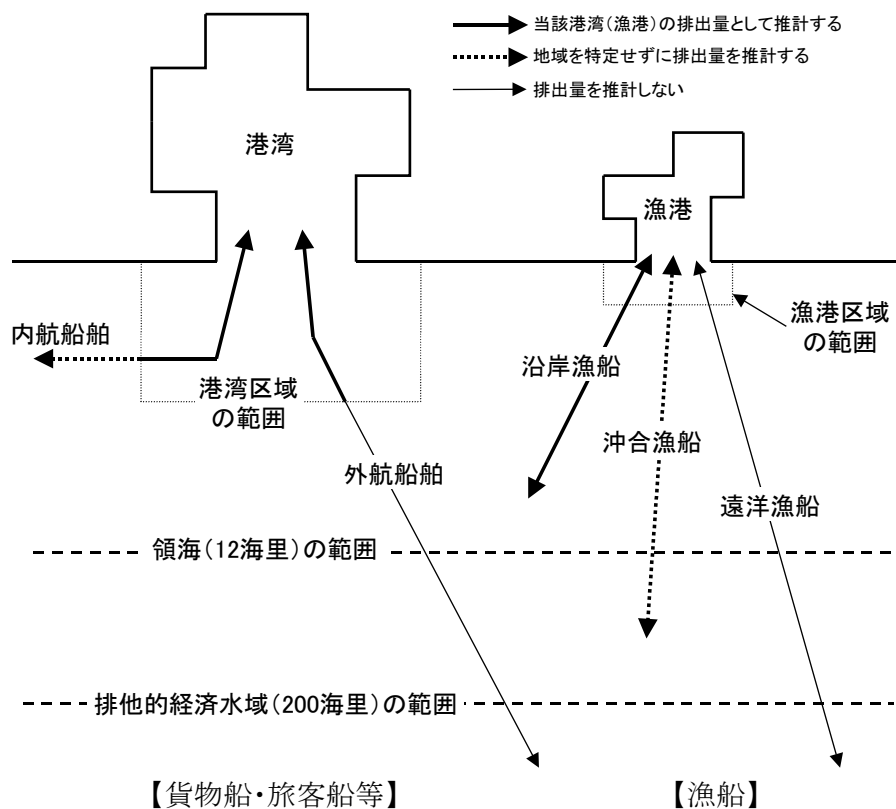 当該港湾(漁港)の排出量として推計する
地域を特定せずに排出量を推計する
排出量を推計しない
港湾
漁港
内航船舶
港湾区域
の範囲
漁港区域
の範囲
沿岸漁船
沖合漁船
外航船舶
遠洋漁船
領海(12海里)の範囲
排他的経済水域(200海里)の範囲
【貨物船・旅客船等】
【漁船】